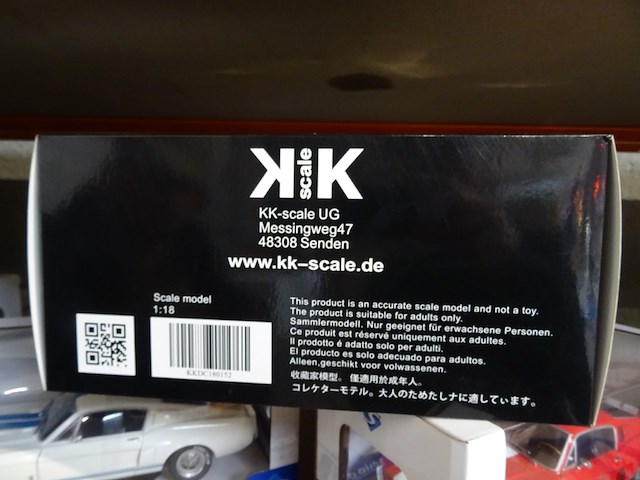 KK scale
KK-scale UG
Messingweg47
48308 Senden
www.kk-scale.de
Scale model
1:18
KKDC180152
This product is an accurate scale model and not a toy.
The product is suitable for adults only.
Sammlermodell. Nur geeignet für erwachsene Personen.
Ce produit est réservé uniquement aux adultes.
Il prodotto é adatto solo per adulti.
El producto es solo adecuado para adultos.
Alleen,geschikt voor volwassenen.
收藏家模型。 僅適用於成年人。
コレケターモテル。大人のためたしナに適しています。